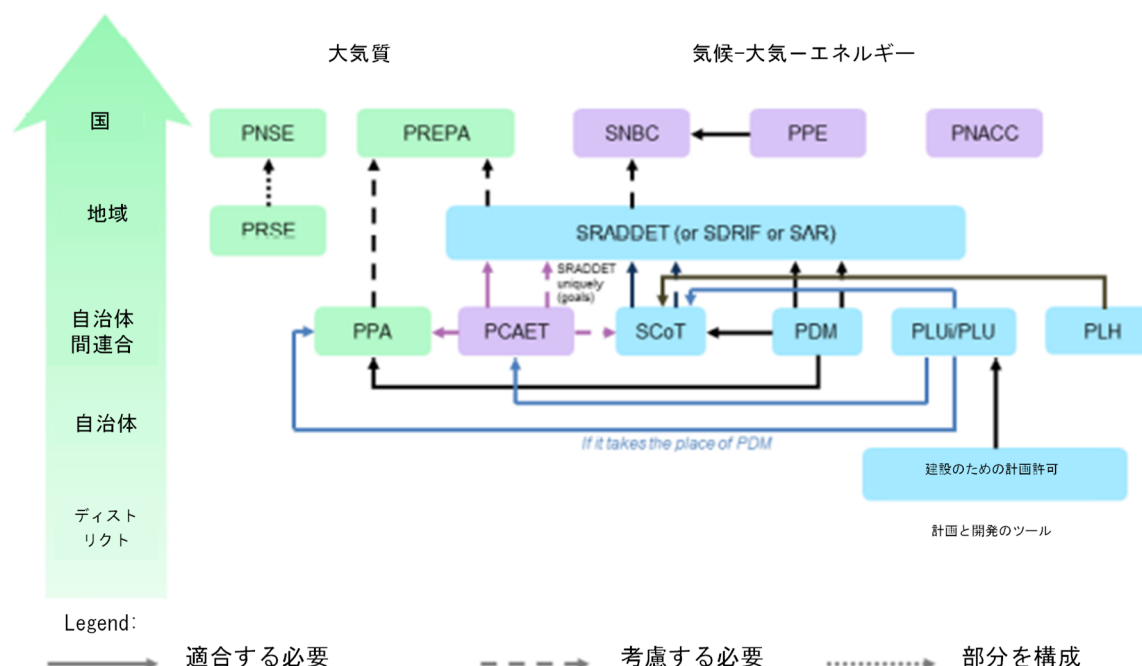 大気質
気候-大気ーエネルギー
国
PNSE
PREPA
SNBC
PPE
PNACC
地域
PRSE
SRADDET (or SDRIF or SAR)
SRADDET
uniquely
(goals)
自治体
間連合
PPA
PCAET
SCoT
PDM
PLUi/PLU
PLH
自治体
If it takes the place of PDM
建設のための計画許可
ディスト
リクト
計画と開発のツール
Legend:
適合する必要
考慮する必要
部分を構成